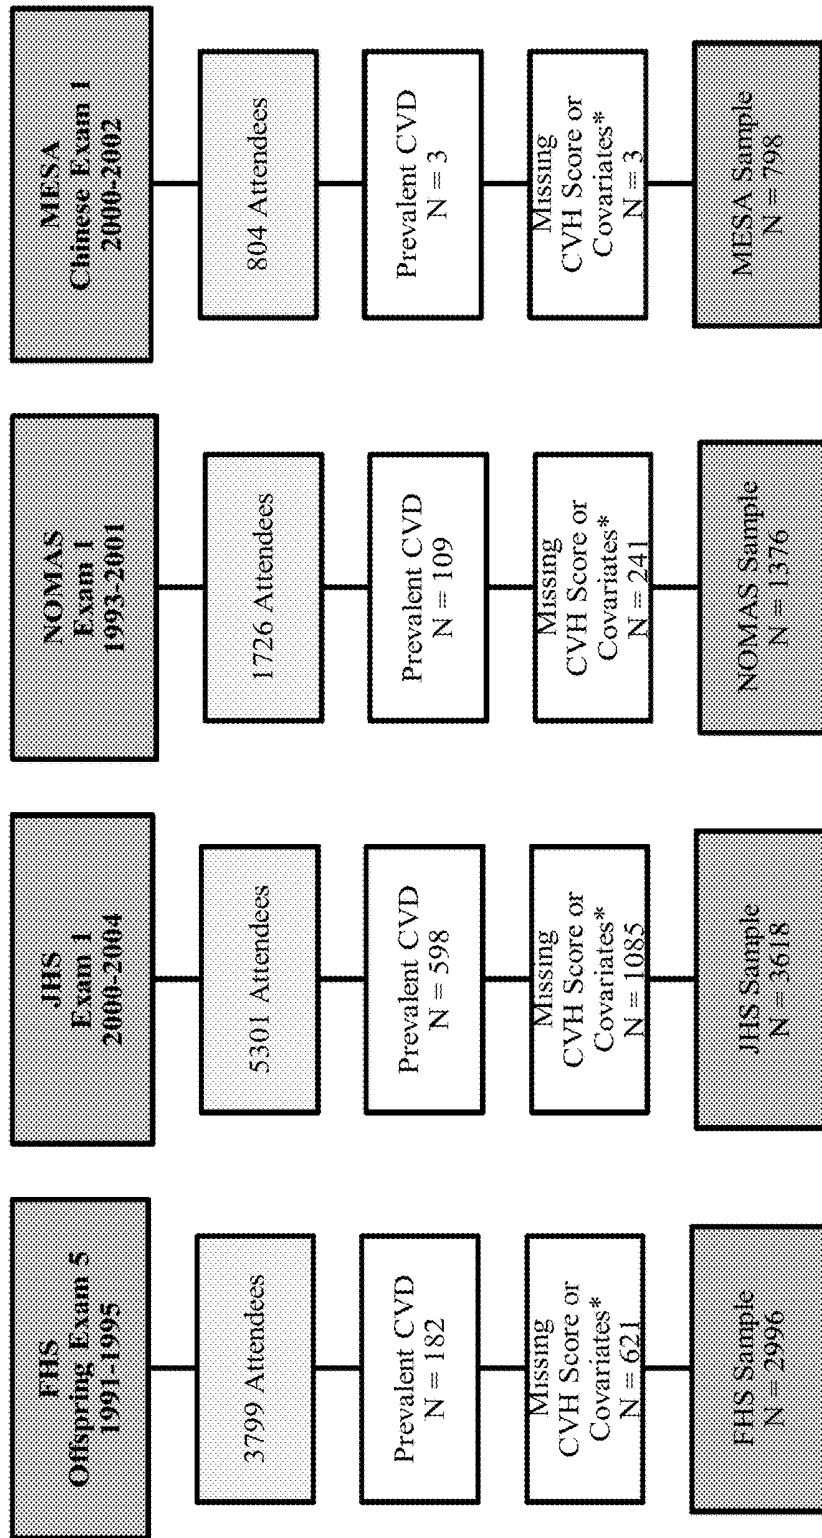 FHS
Offspring Exam 5
1991-1995
3799 Attendees
Prevalent CVD
N = 182
Missing
CVH Score or
Covariates*
N = 621
FHS Sample
N = 2996
JHS
Exam 1
2000-2004
5301 Attendees
Prevalent CVD
N = 598
Missing
CVH Score or
Covariates*
N = 1085
JHS Sample
N = 3618
NOMAS
Exam 1
1993-2001
1726 Attendees
Prevalent CVD
N = 109
Missing
CVH Score or
Covariates*
N = 241
NOMAS Sample
N = 1376
MESA
Chinese Exam 1
2000-2002
804 Attendees
Prevalent CVD
N = 3
Missing
CVH Score or
Covariates*
N = 3
MESA Sample
N = 798